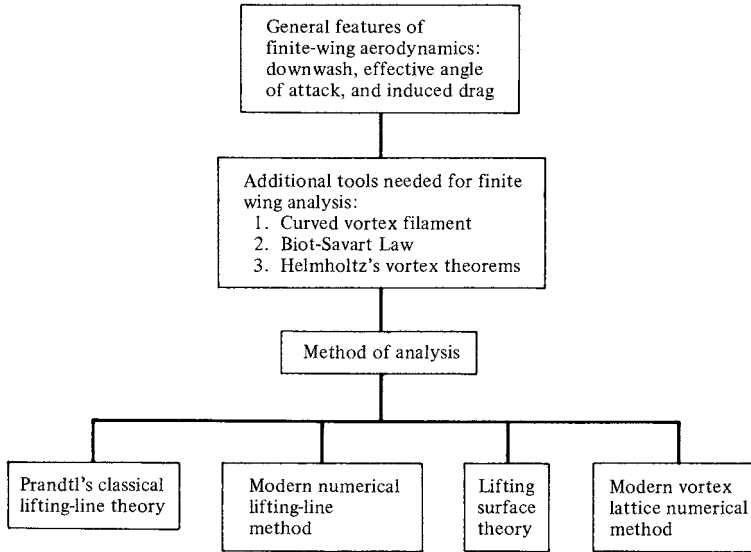 General features of
finite-wing aerodynamics:
downwash, effective angle
of attack, and induced drag
Additional tools needed for finite
wing analysis:
1. Curved vortex filament
2. Biot-Savart Law
3. Helmholtz's vortex theorems
Method of analysis
Prandtl's classical
lifting-line theory
Modern numerical
lifting-line
method
Lifting
surface
theory
Modern vortex
lattice numerical
method